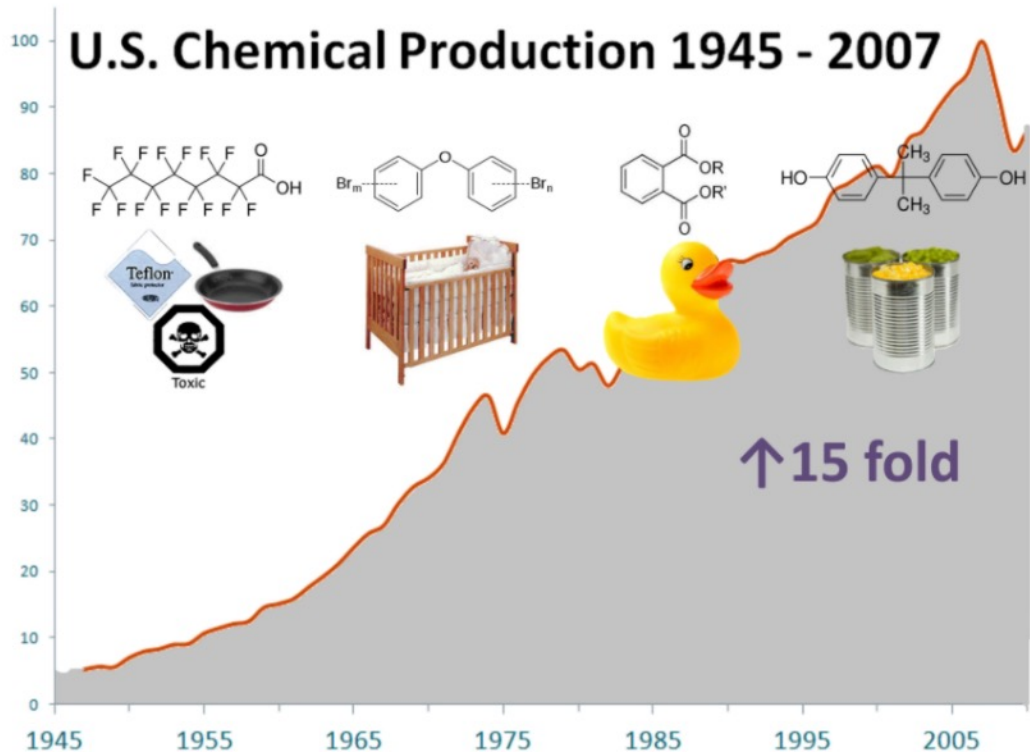 U.S. Chemical Production 1945 - 2007
100
90
80
70
60
50
40
30
20
10
0
F F F F F F O
F
OH
F F F F F F F F
O
Br m
Br n
O
OR
OR'
O
CH3
HO
OH
CH3
Teflon
Toxic
↑15 fold
1945 1955 1965 1975 1985 1995 2005